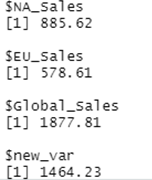 $NA_Sales
[1] 885.62
$EU_Sales
[1] 578.61
$Global_Sales
[1] 1877.81
$new_var
[1] 1464.23